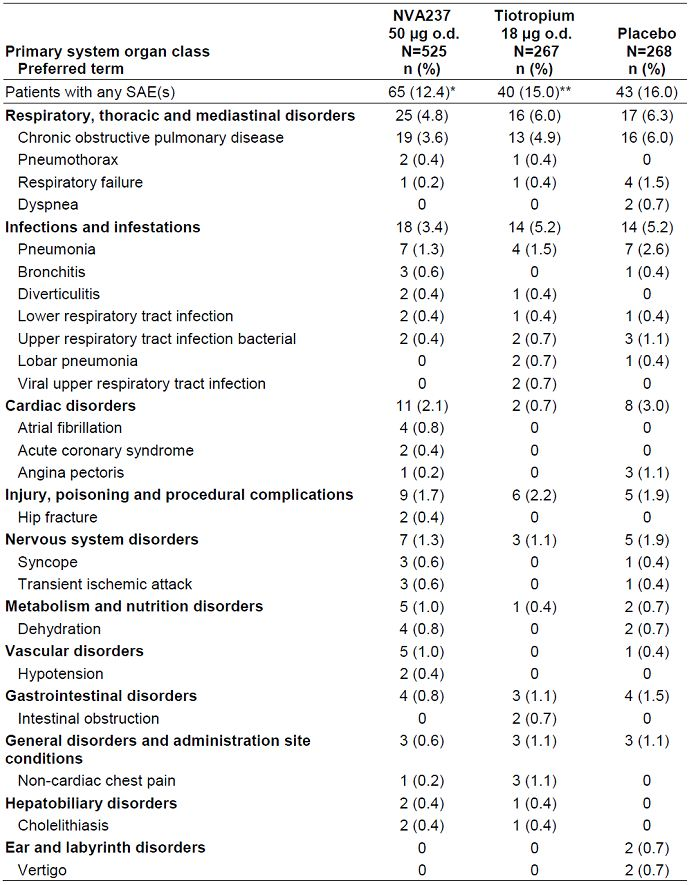 NVA237 Tiotropium
50 µg o.d. 18 µg o.d. Placebo
Primary system organ class N=525 N=267 N=268
Preferred term n (%) n (%) n (%)
Patients with any SAE(s) 65 (12.4)* 40 (15.0)** 43 (16.0)
Respiratory, thoracic and mediastinal disorders 25 (4.8) 16 (6.0) 17 (6.3)
Chronic obstructive pulmonary disease 19 (3.6) 13 (4.9) 16 (6.0)
Pneumothorax 2 (0.4) 1 (0.4) 0
Respiratory failure 1 (0.2) 1 (0.4) 4 (1.5)
Dyspnea 0 0 2 (0.7)
Infections and infestations 18 (3.4) 14 (5.2) 14 (5.2)
Pneumonia 7 (1.3) 4 (1.5) 7 (2.6)
Bronchitis 3 (0.6) 0 1 (0.4)
Diverticulitis 2 (0.4) 1 (0.4) 0
Lower respiratory tract infection 2 (0.4) 1 (0.4) 1 (0.4)
Upper respiratory tract infection bacterial 2 (0.4) 2 (0.7) 3 (1.1)
Lobar pneumonia 0 2 (0.7) 1 (0.4)
Viral upper respiratory tract infection 0 2 (0.7) 0
Cardiac disorders 11 (2.1) 2 (0.7) 8 (3.0)
Atrial fibrillation 4 (0.8) 0 0
Acute coronary syndrome 2 (0.4) 0 0
Angina pectoris 1 (0.2) 0 3 (1.1)
Injury, poisoning and procedural complications 9 (1.7) 6 (2.2) 5 (1.9)
Hip fracture 2 (0.4) 0 0
Nervous system disorders 7 (1.3) 3 (1.1) 5 (1.9)
Syncope 3 (0.6) 0 1 (0.4)
Transient ischemic attack 3 (0.6) 0 1 (0.4)
Metabolism and nutrition disorders 5 (1.0) 1 (0.4) 2 (0.7)
Dehydration 4 (0.8) 0 2 (0.7)
Vascular disorders 5 (1.0) 0 1 (0.4)
Hypotension 2 (0.4) 0 0
Gastrointestinal disorders 4 (0.8) 3 (1.1) 4 (1.5)
Intestinal obstruction 0 2 (0.7) 0
General disorders and administration site 3 (0.6) 3 (1.1) 3 (1.1)
conditions
Non-cardiac chest pain 1 (0.2) 3 (1.1) 0
Hepatobiliary disorders 2 (0.4) 1 (0.4) 0
Cholelithiasis 2 (0.4) 1 (0.4) 0
Ear and labyrinth disorders 0 0 2 (0.7)
Vertigo 0 0 2 (0.7)